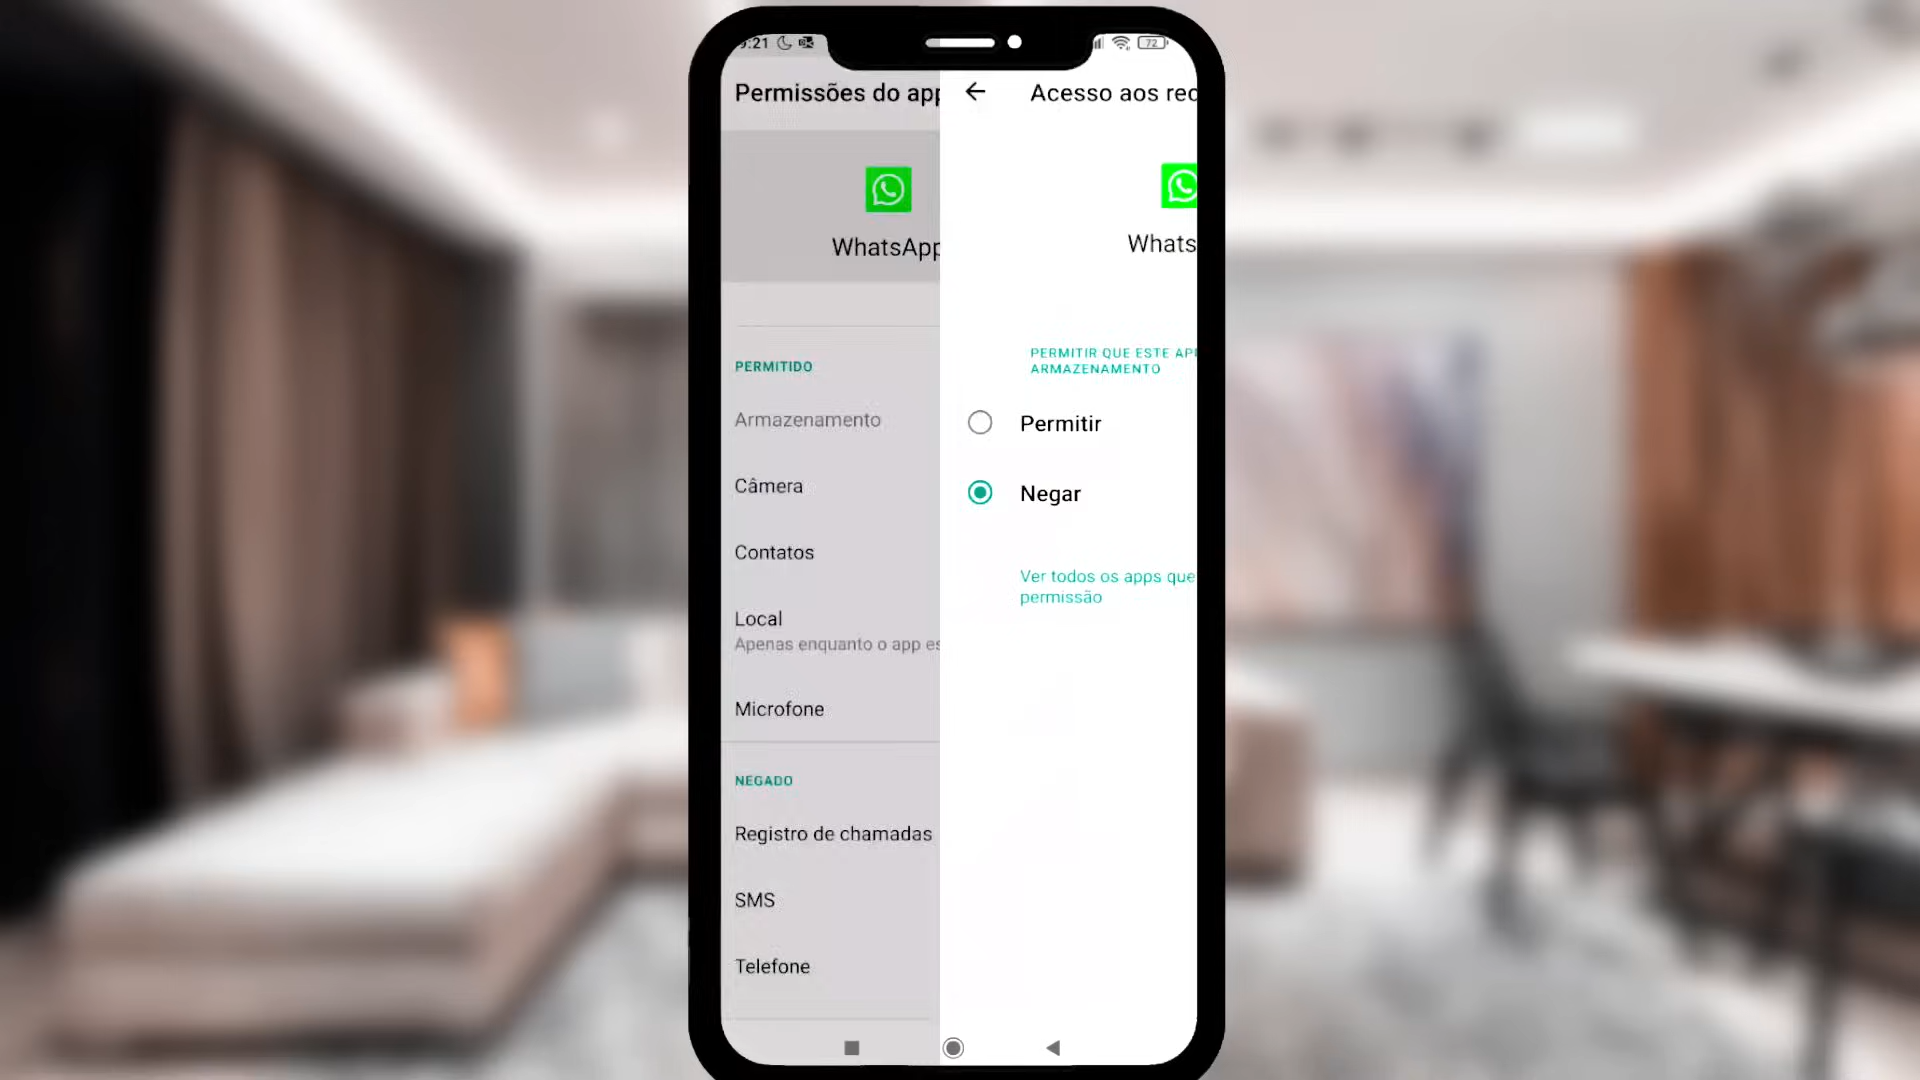 9:21
72
Permissões do app
WhatsApp
PERMITIDO
Armazenamento
Câmera
Contatos
Local
Apenas enquanto o app es
Microfone
NEGADO
Registro de chamadas
SMS
Telefone
Acesso aos rec
Whats
PERMITIR QUE ESTE AP
ARMAZENAMENTO
Permitir
Negar
Ver todos os apps que
permissão